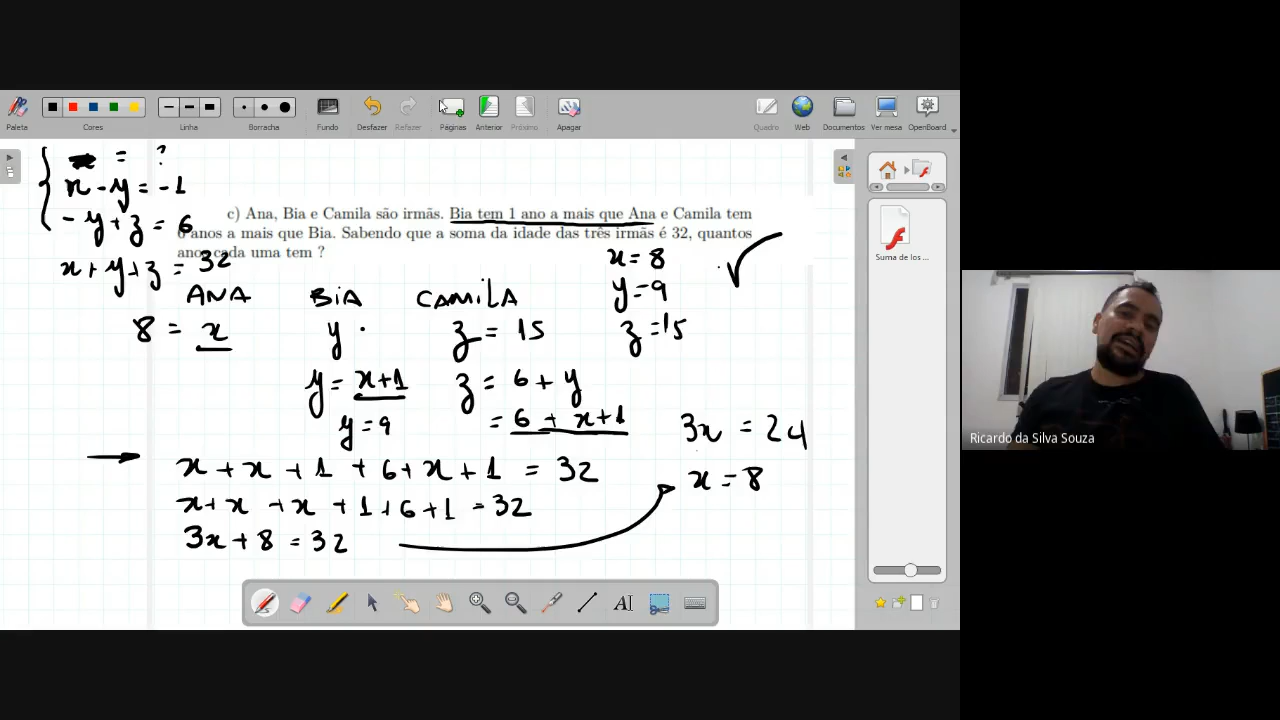 Paleta Cores Linha Borracha Fundo Desfazer Refazer Páginas Anterior Próximo Apagar Quadro Web Documentos Ver mesa OpenBoard
= ?
x - y = -1
- y + z = 6
x + y + z = 32
c) Ana, Bia e Camila são irmãs. Bia tem 1 ano a mais que Ana e Camila tem
6 anos a mais que Bia. Sabendo que a soma da idade das três irmãs é 32, quantos
anos cada uma tem ?
x = 8
y = 9
z = 15
ANA BIA CAMILA
8 = x y z = 15
y = x+1 z = 6 + y
y = 9 = 6 + x+1
3x = 24
x = 8
x + x + 1 + 6 + x + 1 = 32
x + x + x + 1 + 6 + 1 = 32
3x + 8 = 32
Suma de los ...
Ricardo da Silva Souza
AI